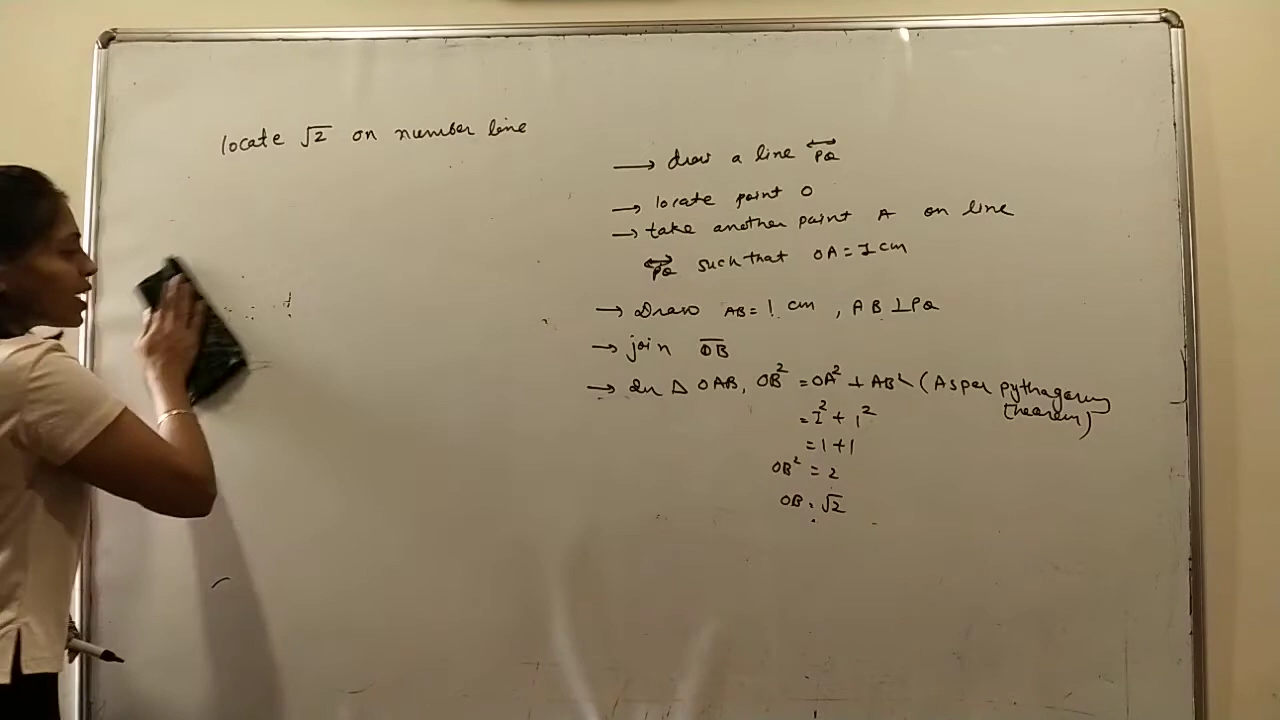 locate √2 on number line
→ draw a line ↔PQ
→ locate point O
→ take another point A on line
↔PQ such that OA = 1 cm
→ Draw AB = 1 cm , AB ⊥ PQ
→ join O̅B̅
→ In Δ OAB, OB² = OA² + AB² (As per pythagorus
theorem)
= 1² + 1²
= 1 + 1
OB² = 2
OB = √2